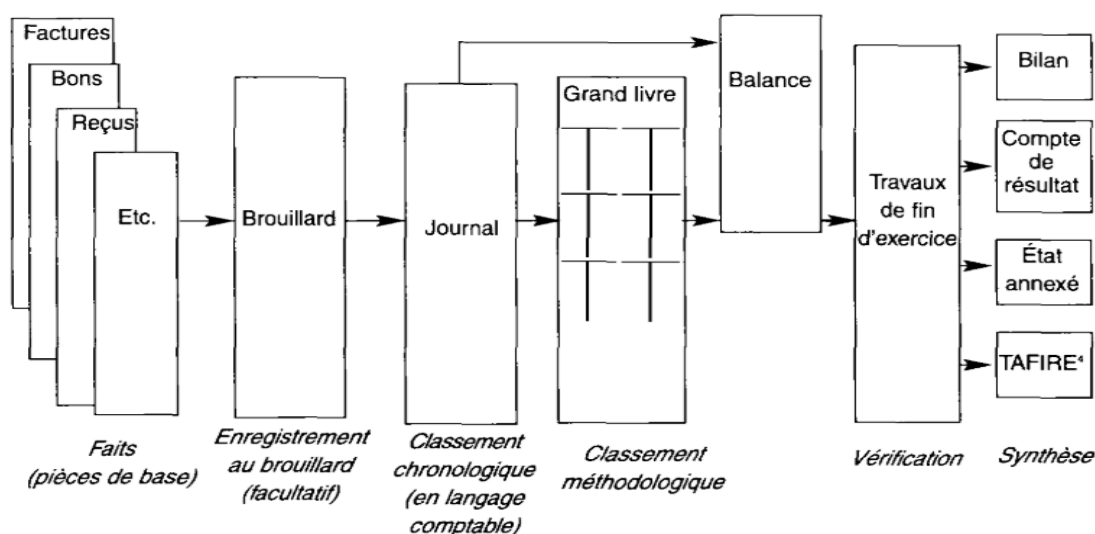 Factures
Bons
Reçus
Etc.
Brouillard
Journal
Grand livre
Balance
Travaux
de fin
d'exercice
Bilan
Compte
de
résultat
État
annexé
TAFIRE⁴
Faits
(pièces de base)
Enregistrement
au brouillard
(facultatif)
Classement
chronologique
(en langage
comptable)
Classement
méthodologique
Vérification
Synthèse